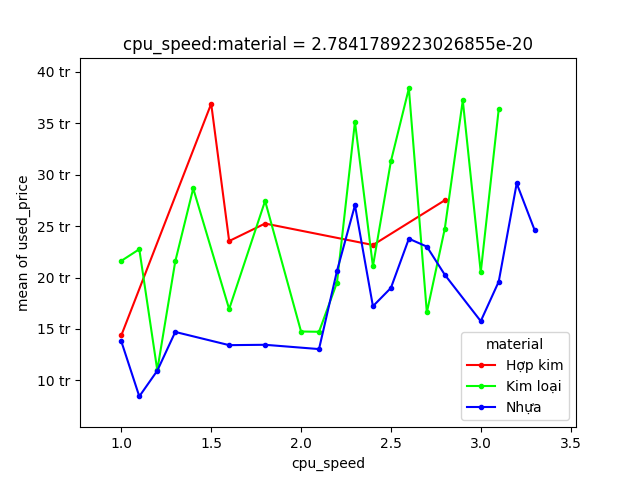 cpu_speed:material = 2.7841789223026855e-20
mean of used_price
40 tr
35 tr
30 tr
25 tr
20 tr
15 tr
10 tr
material
Hợp kim
Kim loại
Nhựa
1.0 1.5 2.0 2.5 3.0 3.5
cpu_speed